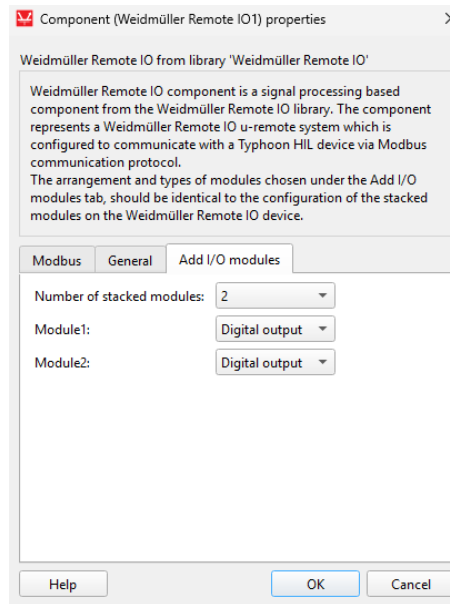 Component (Weidmüller Remote IO1) properties
Weidmüller Remote IO from library 'Weidmüller Remote IO'
Weidmüller Remote IO component is a signal processing based
component from the Weidmüller Remote IO library. The component
represents a Weidmüller Remote IO u-remote system which is
configured to communicate with a Typhoon HIL device via Modbus
communication protocol.
The arrangement and types of modules chosen under the Add I/O
modules tab, should be identical to the configuration of the stacked
modules on the Weidmüller Remote IO device.
Modbus General Add I/O modules
Number of stacked modules: 2
Module1: Digital output
Module2: Digital output
Help OK Cancel